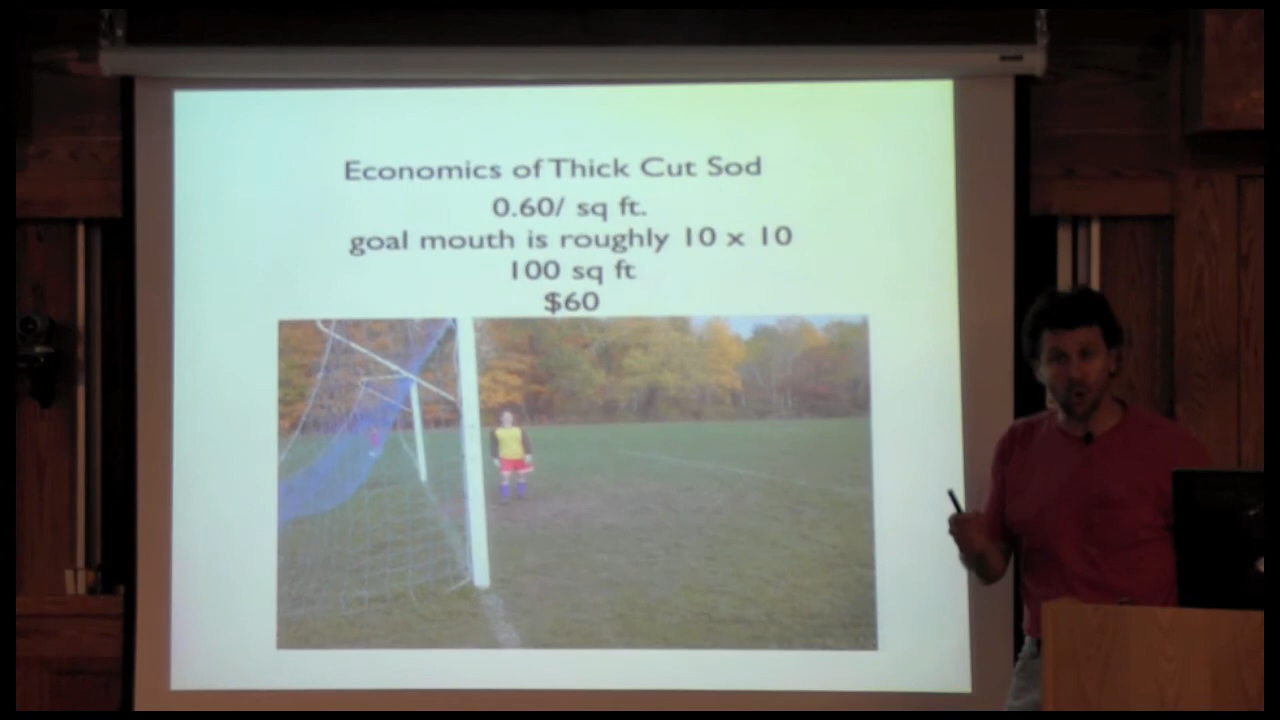 Economics of Thick Cut Sod
0.60/ sq ft.
goal mouth is roughly 10 x 10
100 sq ft
$60